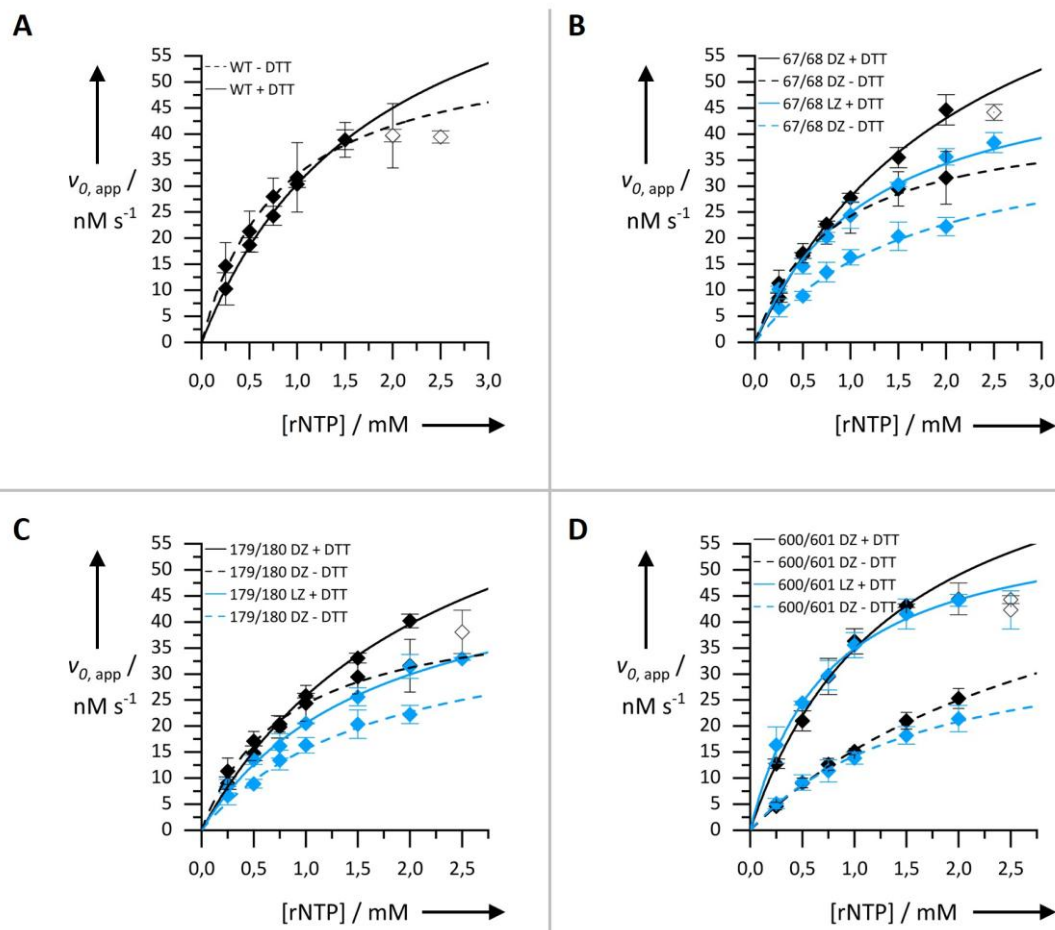 A
WT - DTT
WT + DTT
55
50
45
40
35
30
25
20
15
10
5
0
v0, app /
nM s-1
0,0 0,5 1,0 1,5 2,0 2,5 3,0
[rNTP] / mM
B
67/68 DZ + DTT
67/68 DZ - DTT
67/68 LZ + DTT
67/68 DZ - DTT
55
50
45
40
35
30
25
20
15
10
5
0
v0, app /
nM s-1
0,0 0,5 1,0 1,5 2,0 2,5 3,0
[rNTP] / mM
C
179/180 DZ + DTT
179/180 DZ - DTT
179/180 LZ + DTT
179/180 DZ - DTT
55
50
45
40
35
30
25
20
15
10
5
0
v0, app /
nM s-1
0,0 0,5 1,0 1,5 2,0 2,5
[rNTP] / mM
D
600/601 DZ + DTT
600/601 DZ - DTT
600/601 LZ + DTT
600/601 DZ - DTT
55
50
45
40
35
30
25
20
15
10
5
0
v0, app /
nM s-1
0,0 0,5 1,0 1,5 2,0 2,5
[rNTP] / mM